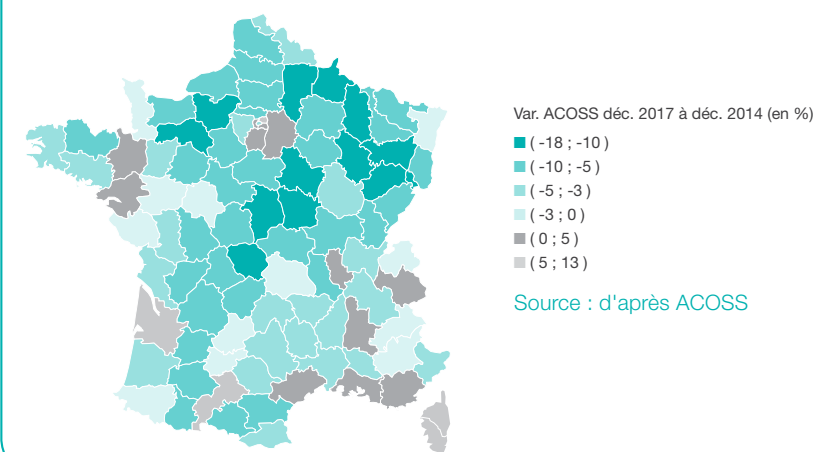 Var. ACOSS déc. 2017 à déc. 2014 (en %)
( -18 ; -10 )
( -10 ; -5 )
( -5 ; -3 )
( -3 ; 0 )
( 0 ; 5 )
( 5 ; 13 )
Source : d'après ACOSS